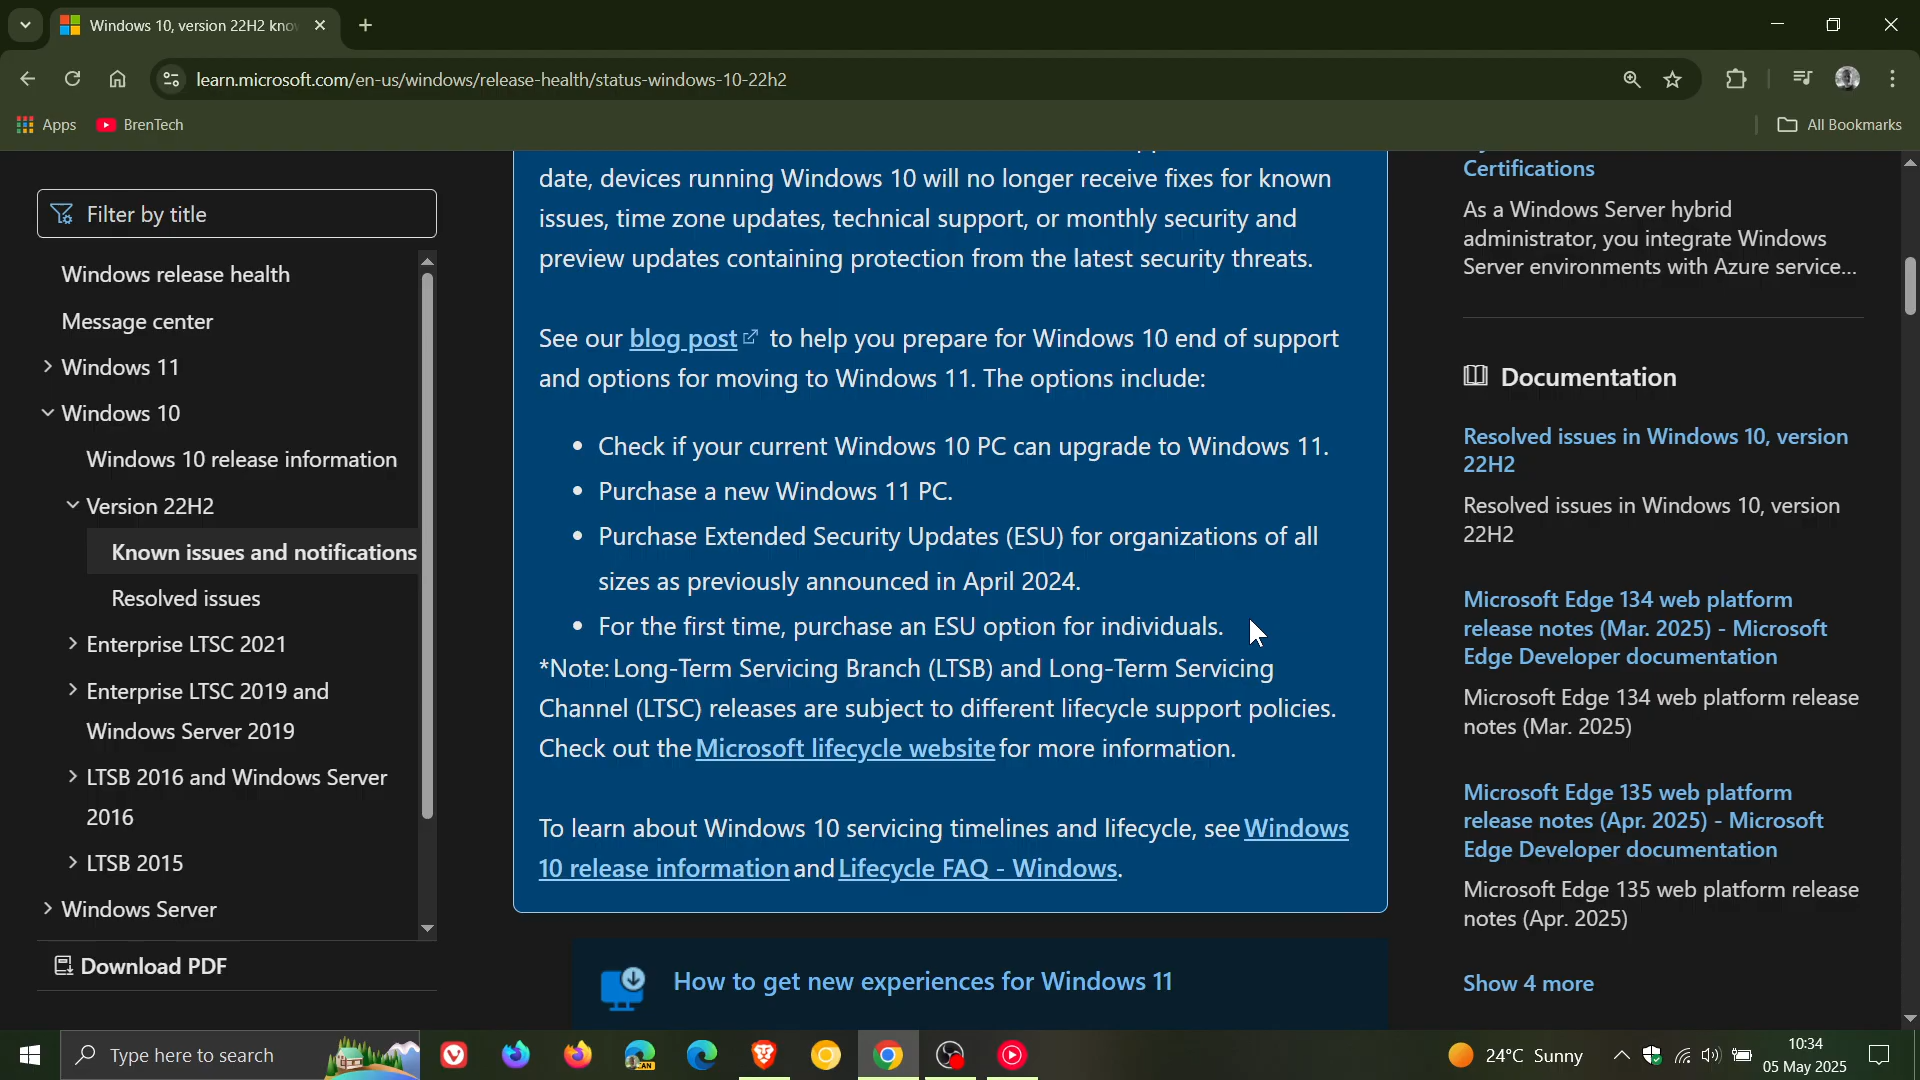 Windows 10, version 22H2 kno
learn.microsoft.com/en-us/windows/release-health/status-windows-10-22h2
Apps
BrenTech
All Bookmarks
Filter by title
Windows release health
Message center
Windows 11
Windows 10
Windows 10 release information
Version 22H2
Known issues and notifications
Resolved issues
Enterprise LTSC 2021
Enterprise LTSC 2019 and
Windows Server 2019
LTSB 2016 and Windows Server
2016
LTSB 2015
Windows Server
Download PDF
date, devices running Windows 10 will no longer receive fixes for known
issues, time zone updates, technical support, or monthly security and
preview updates containing protection from the latest security threats.
See our blog post to help you prepare for Windows 10 end of support
and options for moving to Windows 11. The options include:
• Check if your current Windows 10 PC can upgrade to Windows 11.
• Purchase a new Windows 11 PC.
• Purchase Extended Security Updates (ESU) for organizations of all
sizes as previously announced in April 2024.
• For the first time, purchase an ESU option for individuals.
*Note: Long-Term Servicing Branch (LTSB) and Long-Term Servicing
Channel (LTSC) releases are subject to different lifecycle support policies.
Check out the Microsoft lifecycle website for more information.
To learn about Windows 10 servicing timelines and lifecycle, see Windows
10 release information and Lifecycle FAQ - Windows.
How to get new experiences for Windows 11
Certifications
As a Windows Server hybrid
administrator, you integrate Windows
Server environments with Azure service...
Documentation
Resolved issues in Windows 10, version
22H2
Resolved issues in Windows 10, version
22H2
Microsoft Edge 134 web platform
release notes (Mar. 2025) - Microsoft
Edge Developer documentation
Microsoft Edge 134 web platform release
notes (Mar. 2025)
Microsoft Edge 135 web platform
release notes (Apr. 2025) - Microsoft
Edge Developer documentation
Microsoft Edge 135 web platform release
notes (Apr. 2025)
Show 4 more
Type here to search
CAN
24°C Sunny
10:34
05 May 2025